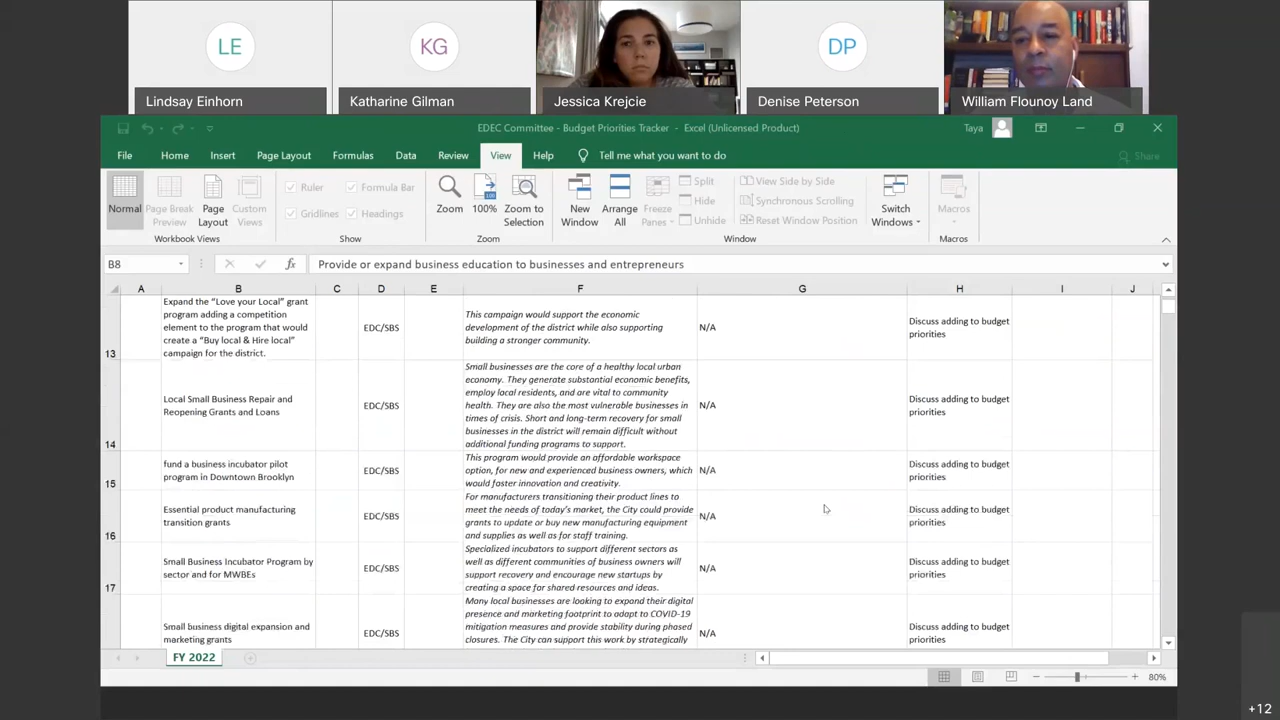 LE
KG
DP
Lindsay Einhorn
Katharine Gilman
Jessica Krejcie
Denise Peterson
William Flounoy Land
EDEC Committee - Budget Priorities Tracker - Excel (Unlicensed Product)
Taya
File
Home
Insert
Page Layout
Formulas
Data
Review
View
Help
Tell me what you want to do
Share
Normal
Page Break
Preview
Page
Layout
Custom
Views
Workbook Views
Ruler
Formula Bar
Gridlines
Headings
Show
Zoom
100%
Zoom to
Selection
Zoom
New
Window
Arrange
All
Freeze
Panes
Split
Hide
Unhide
View Side by Side
Synchronous Scrolling
Reset Window Position
Window
Switch
Windows
Macros
Macros
B8
fx
Provide or expand business education to businesses and entrepreneurs
A B C D E F G H I J
13
Expand the “Love your Local” grant
program adding a competition
element to the program that would
create a “Buy local & Hire local”
campaign for the district.
EDC/SBS
This campaign would support the economic
development of the district while also supporting
building a stronger community.
N/A
Discuss adding to budget
priorities
14
Local Small Business Repair and
Reopening Grants and Loans
EDC/SBS
Small businesses are the core of a healthy local urban
economy. They generate substantial economic benefits,
employ local residents, and are vital to community
health. They are also the most vulnerable businesses in
times of crisis. Short and long-term recovery for small
businesses in the district will remain difficult without
additional funding programs to support.
N/A
Discuss adding to budget
priorities
15
fund a business incubator pilot
program in Downtown Brooklyn
EDC/SBS
This program would provide an affordable workspace
option, for new and experienced business owners, which
would foster innovation and creativity.
N/A
Discuss adding to budget
priorities
16
Essential product manufacturing
transition grants
EDC/SBS
For manufacturers transitioning their product lines to
meet the needs of today's market, the City could provide
grants to update or buy new manufacturing equipment
and supplies as well as for staff training.
N/A
Discuss adding to budget
priorities
17
Small Business Incubator Program by
sector and for MWBEs
EDC/SBS
Specialized incubators to support different sectors as
well as different communities of business owners will
support recovery and encourage new startups by
creating a space for shared resources and ideas.
N/A
Discuss adding to budget
priorities
Small business digital expansion and
marketing grants
EDC/SBS
Many local businesses are looking to expand their digital
presence and marketing footprint to adapt to COVID-19
mitigation measures and provide stability during phased
closures. The City can support this work by strategically
N/A
Discuss adding to budget
priorities
FY 2022
80%
+12